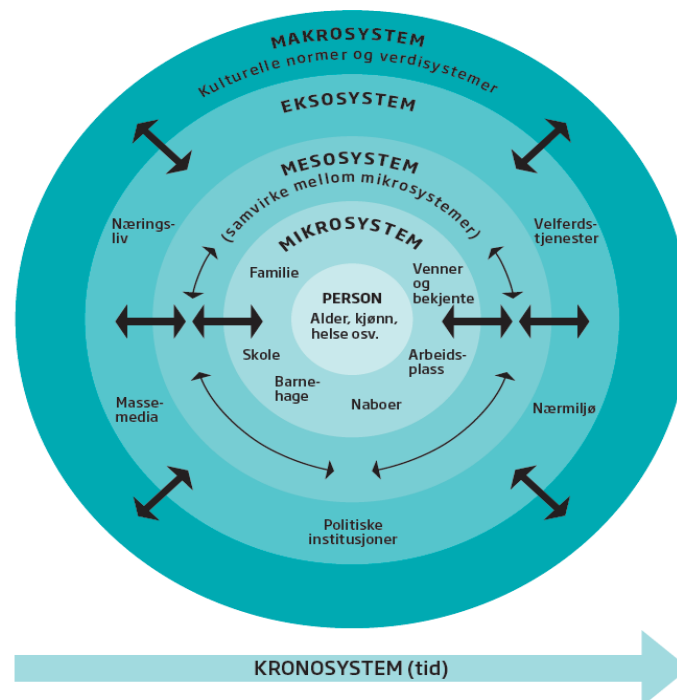 MAKROSYSTEM
Kulturelle normer og verdisystemer
EKSOSYSTEM
MESOSYSTEM
(samvirke mellom mikrosystemer)
MIKROSYSTEM
Nærings-
liv
Velferds-
tjenester
Familie
Venner
og
bekjente
PERSON
Alder, kjønn,
helse osv.
Skole
Arbeids-
plass
Barne-
hage
Naboer
Masse-
media
Nærmiljø
Politiske
institusjoner
KRONOSYSTEM (tid)